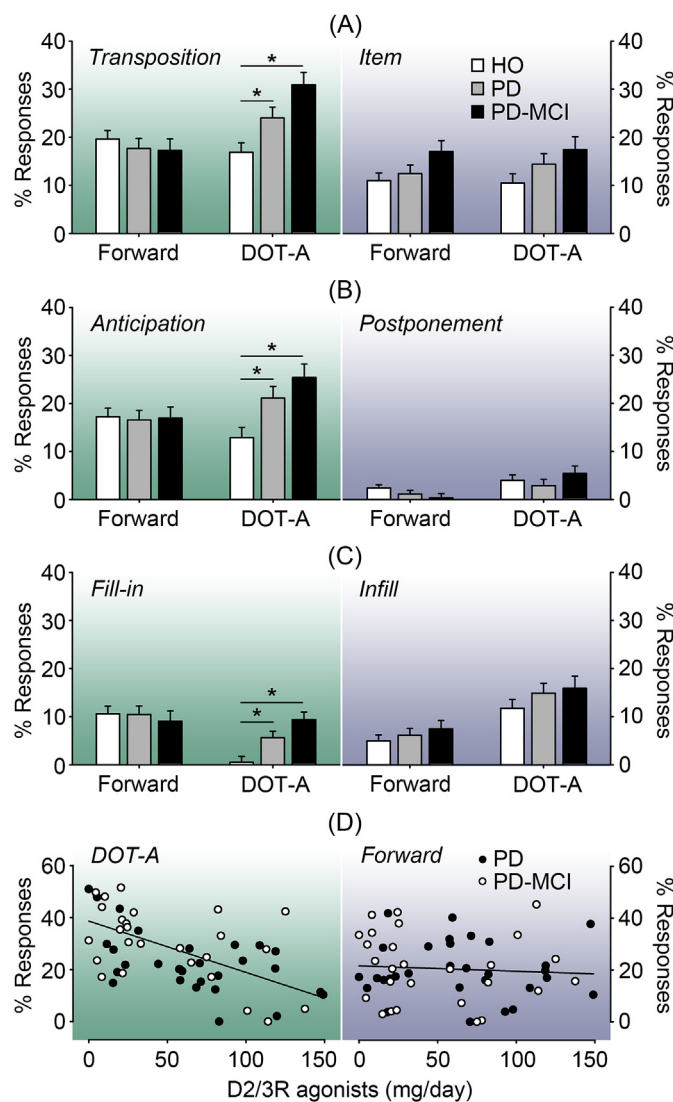 (A)
Transposition
Item
HO
PD
PD-MCI
% Responses
% Responses
40
30
20
10
0
40
30
20
10
0
*
*
Forward
DOT-A
Forward
DOT-A
(B)
Anticipation
Postponement
% Responses
% Responses
40
30
20
10
0
40
30
20
10
0
*
*
Forward
DOT-A
Forward
DOT-A
(C)
Fill-in
Infill
% Responses
% Responses
40
30
20
10
0
40
30
20
10
0
*
*
Forward
DOT-A
Forward
DOT-A
(D)
DOT-A
Forward
PD
PD-MCI
% Responses
% Responses
60
40
20
0
60
40
20
0
0 50 100 150
0 50 100 150
D2/3R agonists (mg/day)